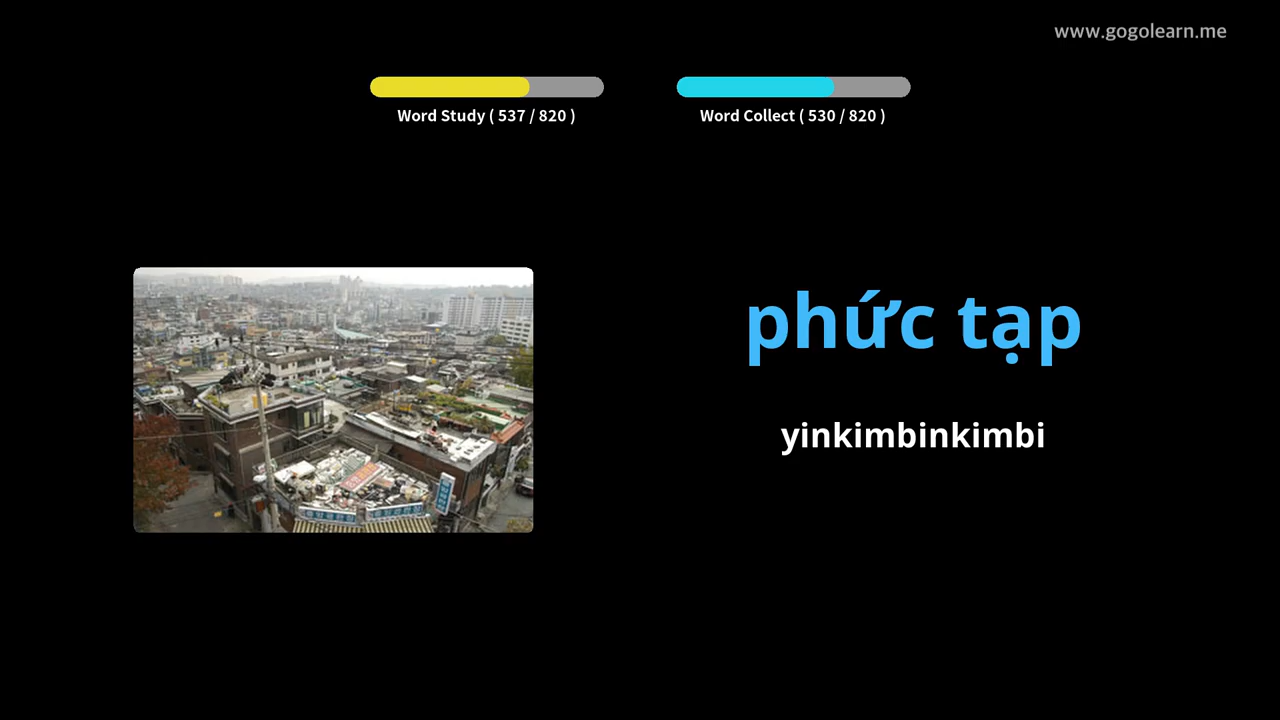 www.gogolearn.me
Word Study ( 537 / 820 )
Word Collect ( 530 / 820 )
phức tạp
yinkimbinkimbi